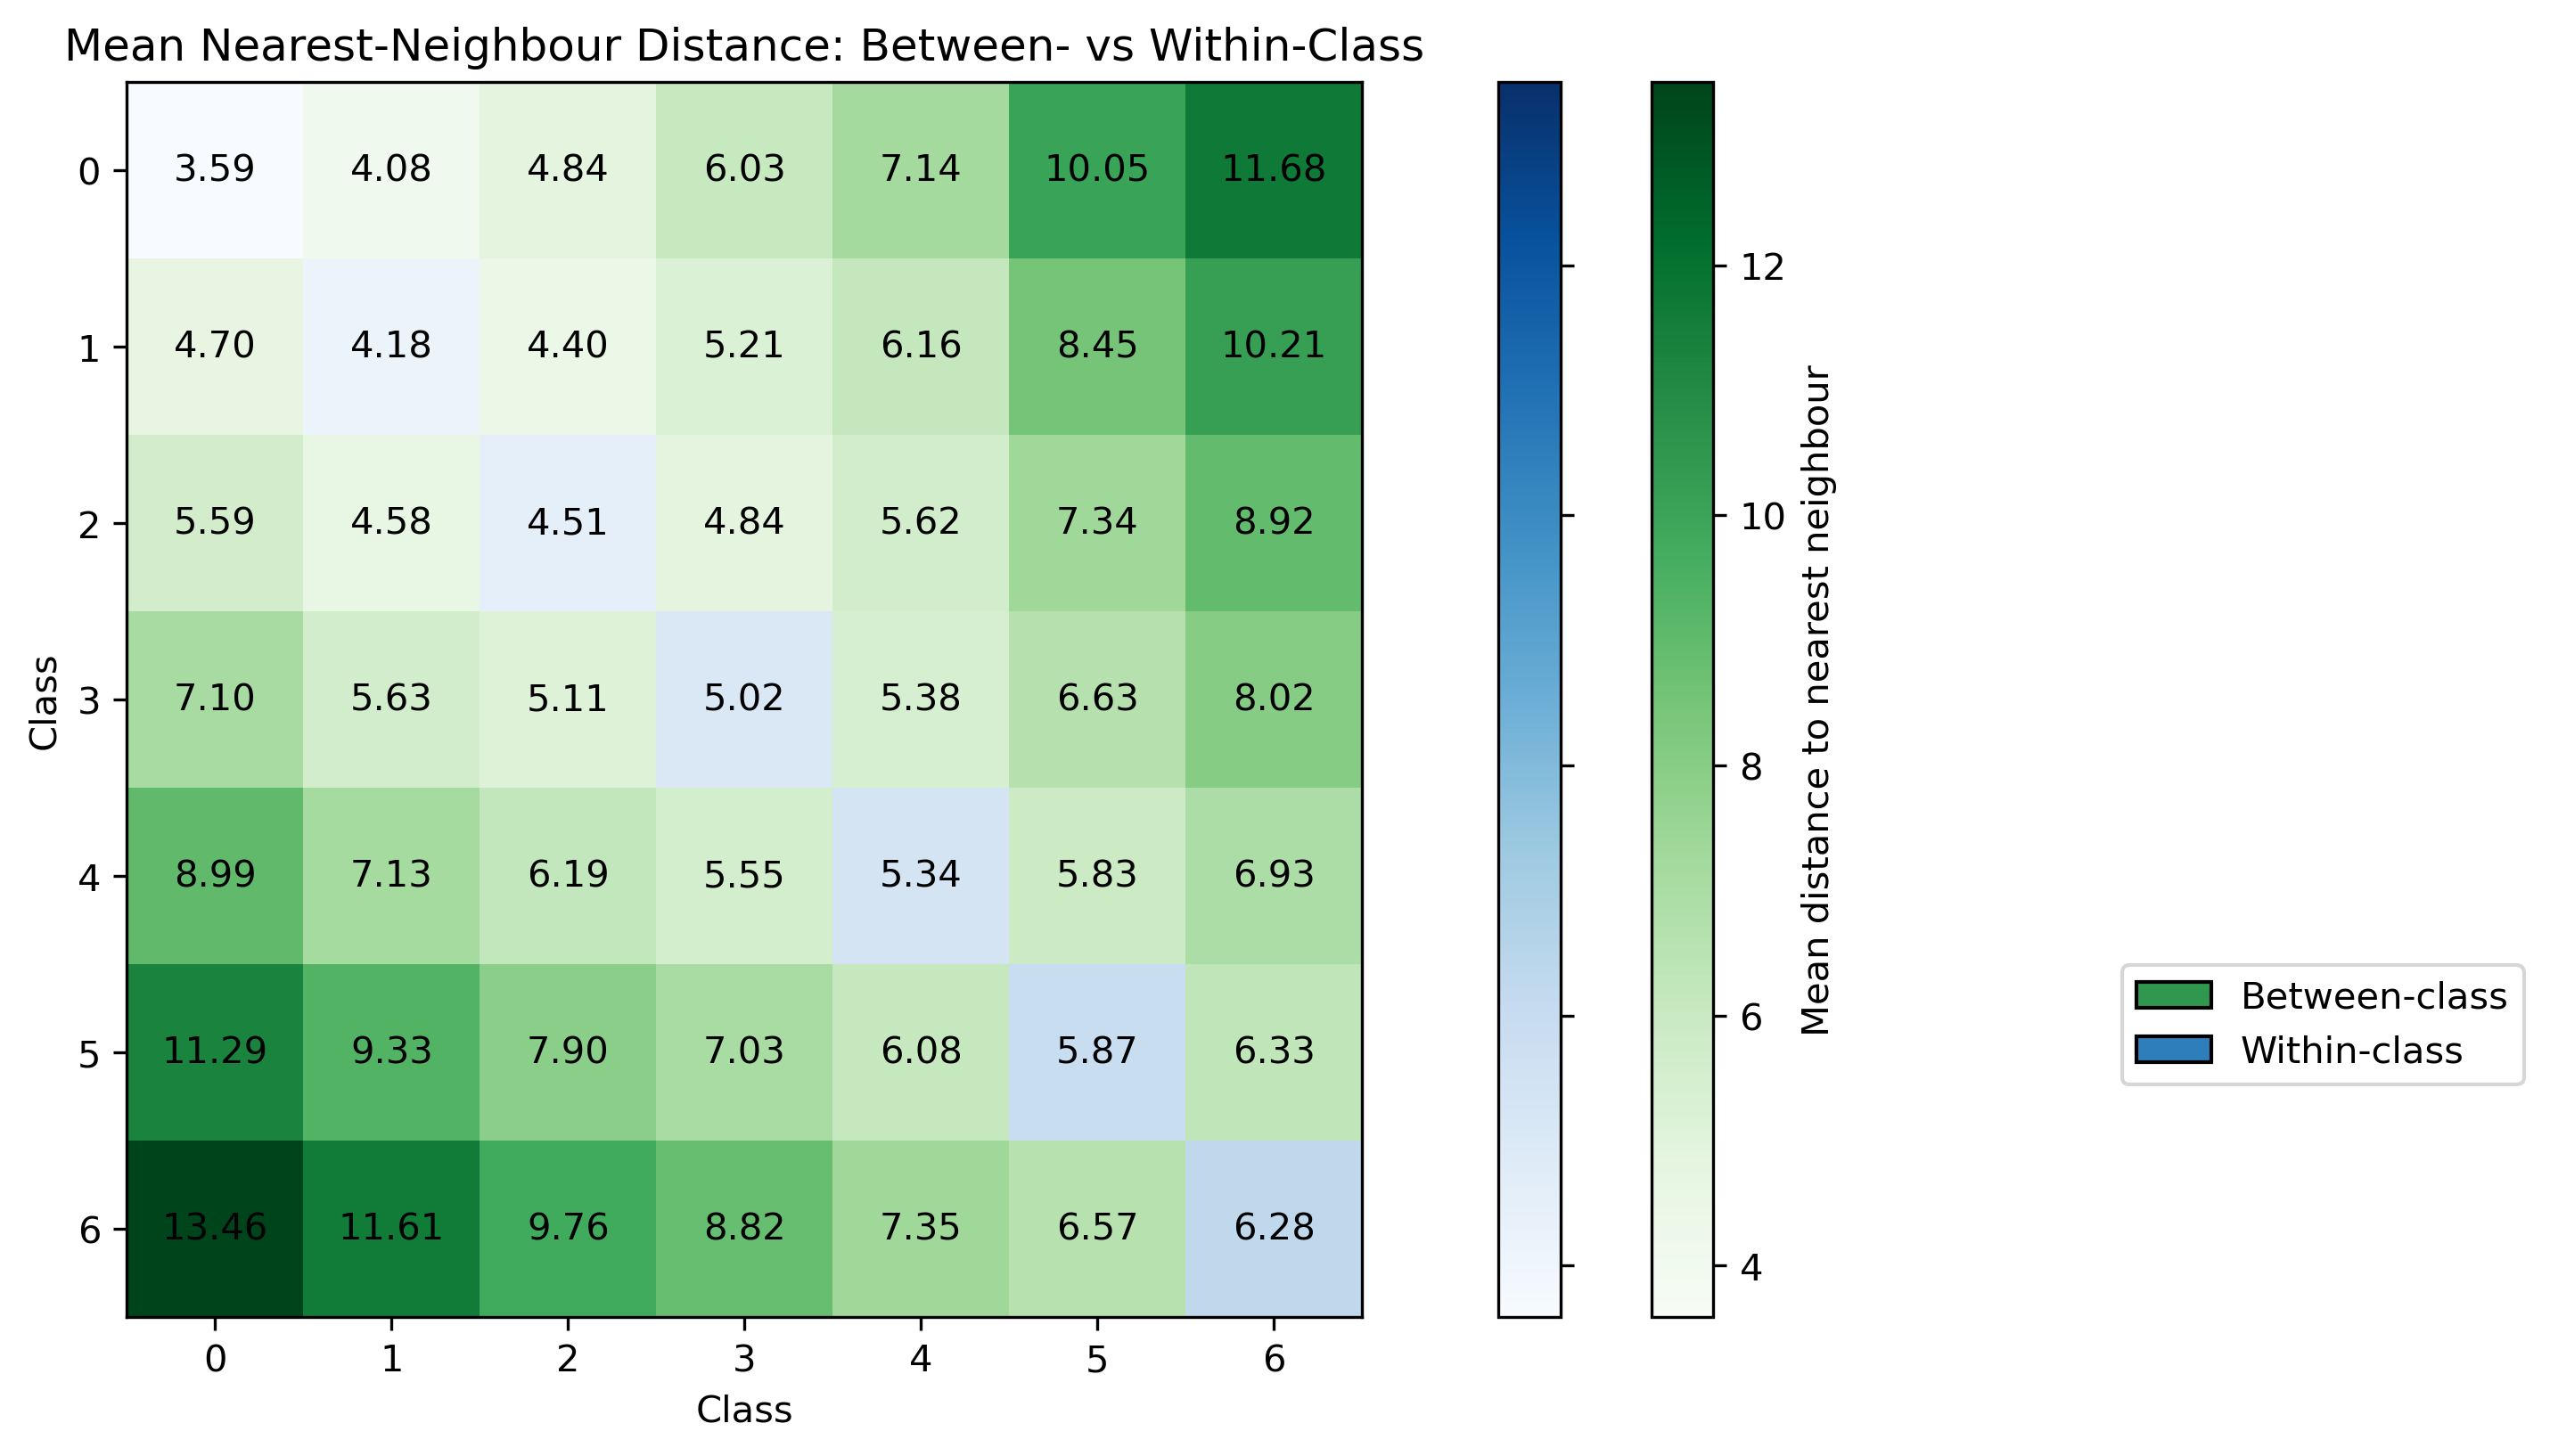 Mean Nearest-Neighbour Distance: Between- vs Within-Class
0 3.59 4.08 4.84 6.03 7.14 10.05 11.68
1 4.70 4.18 4.40 5.21 6.16 8.45 10.21
2 5.59 4.58 4.51 4.84 5.62 7.34 8.92
3 7.10 5.63 5.11 5.02 5.38 6.63 8.02
4 8.99 7.13 6.19 5.55 5.34 5.83 6.93
5 11.29 9.33 7.90 7.03 6.08 5.87 6.33
6 13.46 11.61 9.76 8.82 7.35 6.57 6.28
0 1 2 3 4 5 6
Class
Class
12
10
8
6
4
Mean distance to nearest neighbour
Between-class
Within-class